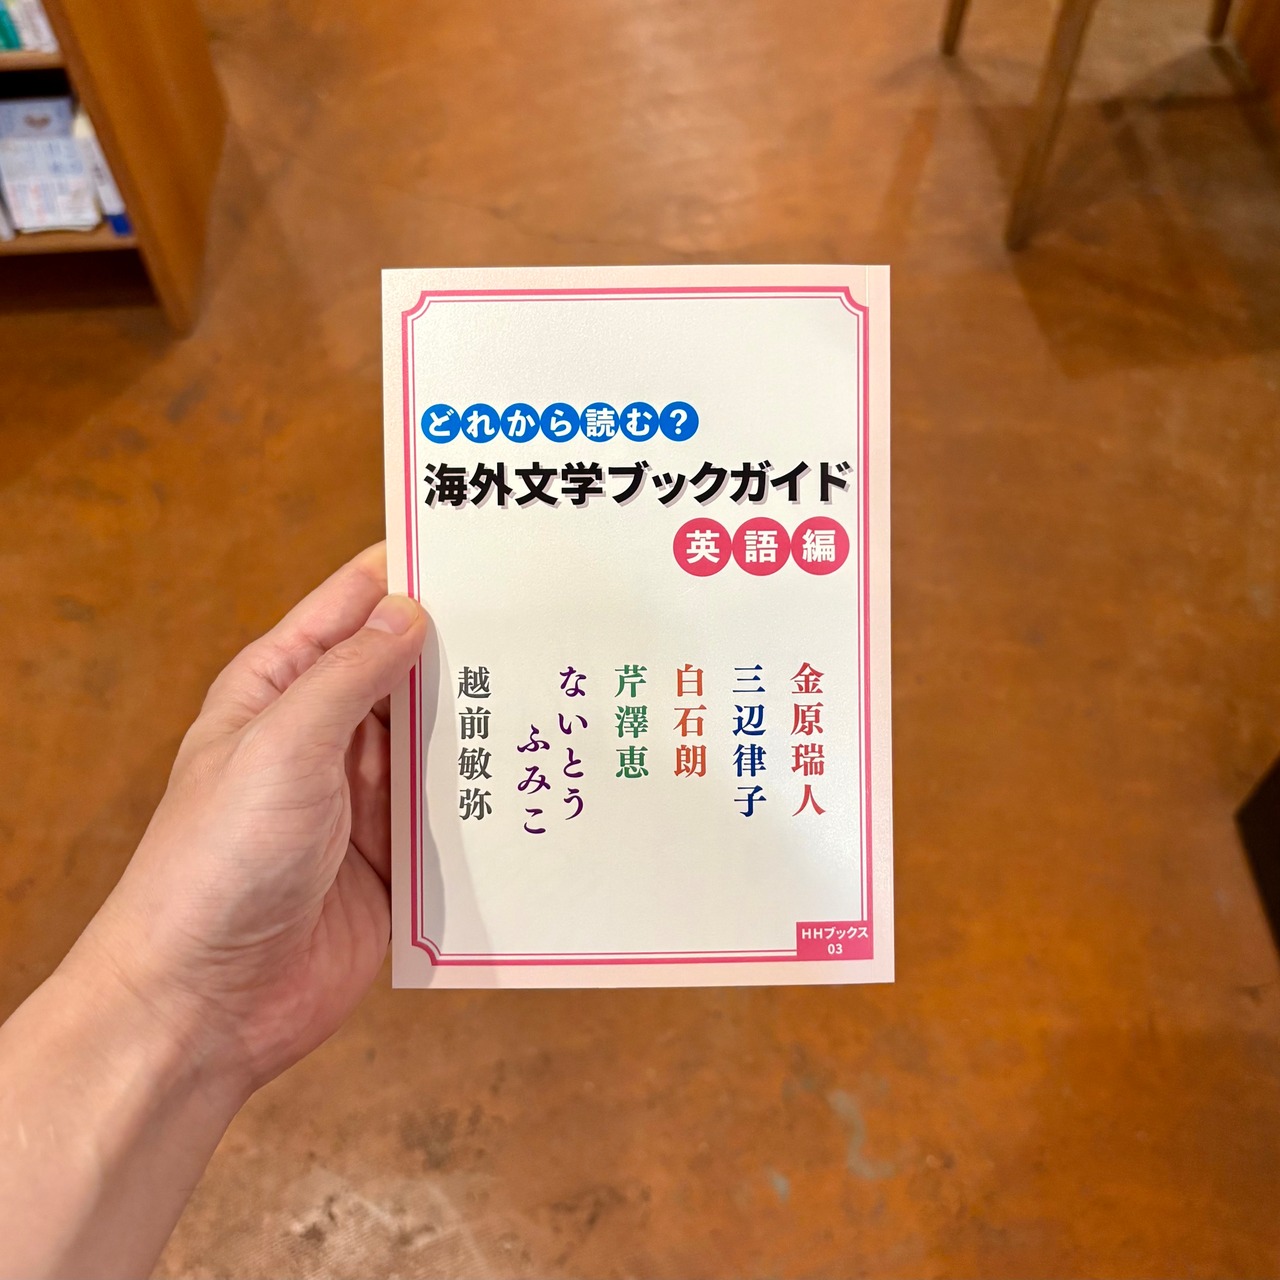 どれから読む?
海外文学ブックガイド
英語編
金原瑞人
三辺律子
白石朗
芹澤恵
ないとう
ふみこ
越前敏弥
HHブックス
03